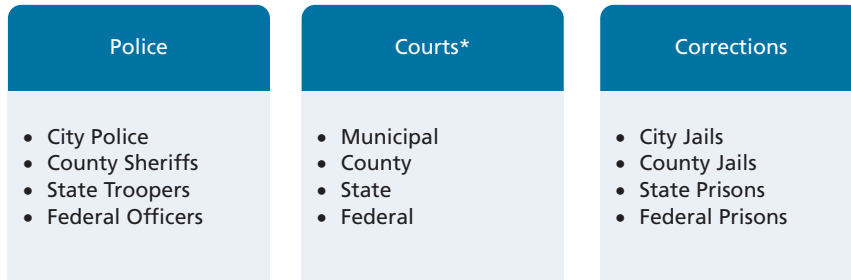 Police
• City Police
• County Sheriffs
• State Troopers
• Federal Officers
Courts*
• Municipal
• County
• State
• Federal
Corrections
• City Jails
• County Jails
• State Prisons
• Federal Prisons